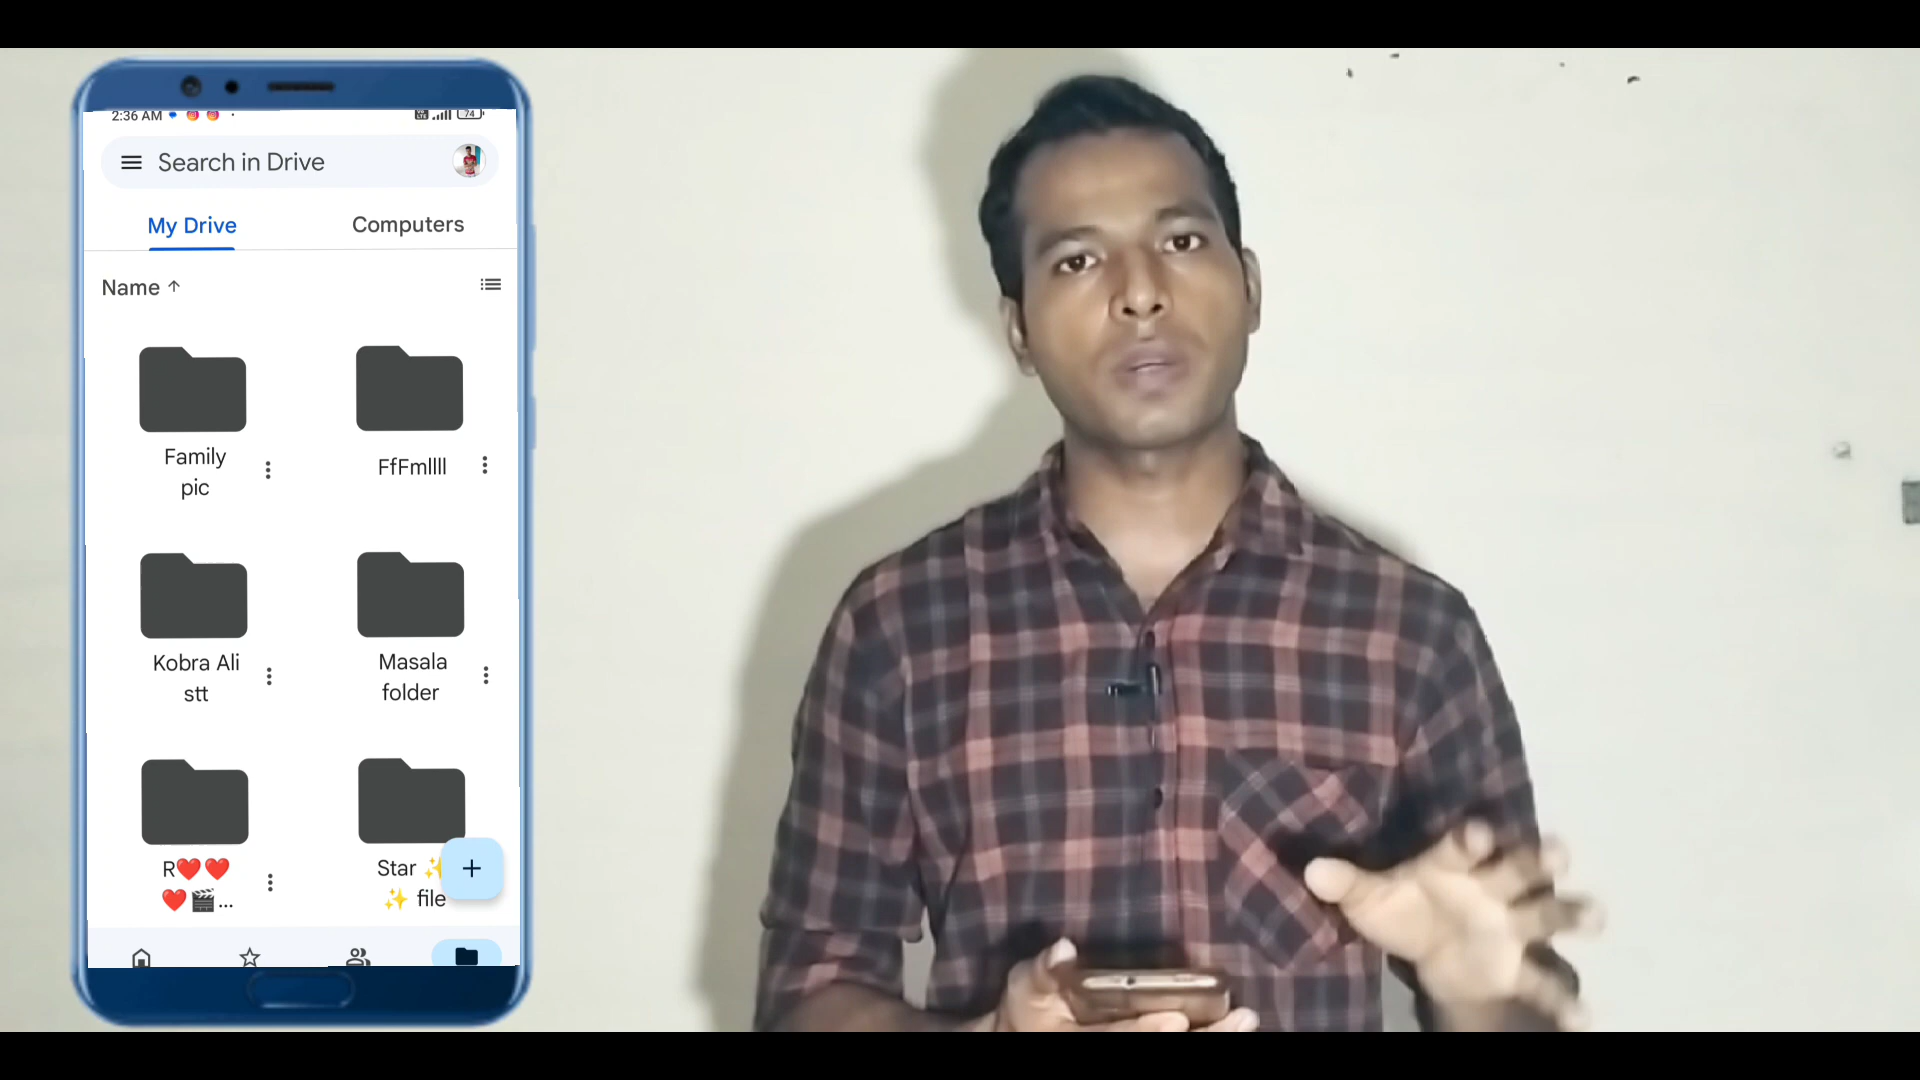 2:36 AM
74
Search in Drive
My Drive
Computers
Name ↑
Family
pic
FfFmllll
Kobra Ali
stt
Masala
folder
R❤️❤️
❤️🎬...
Star ✨
✨ file